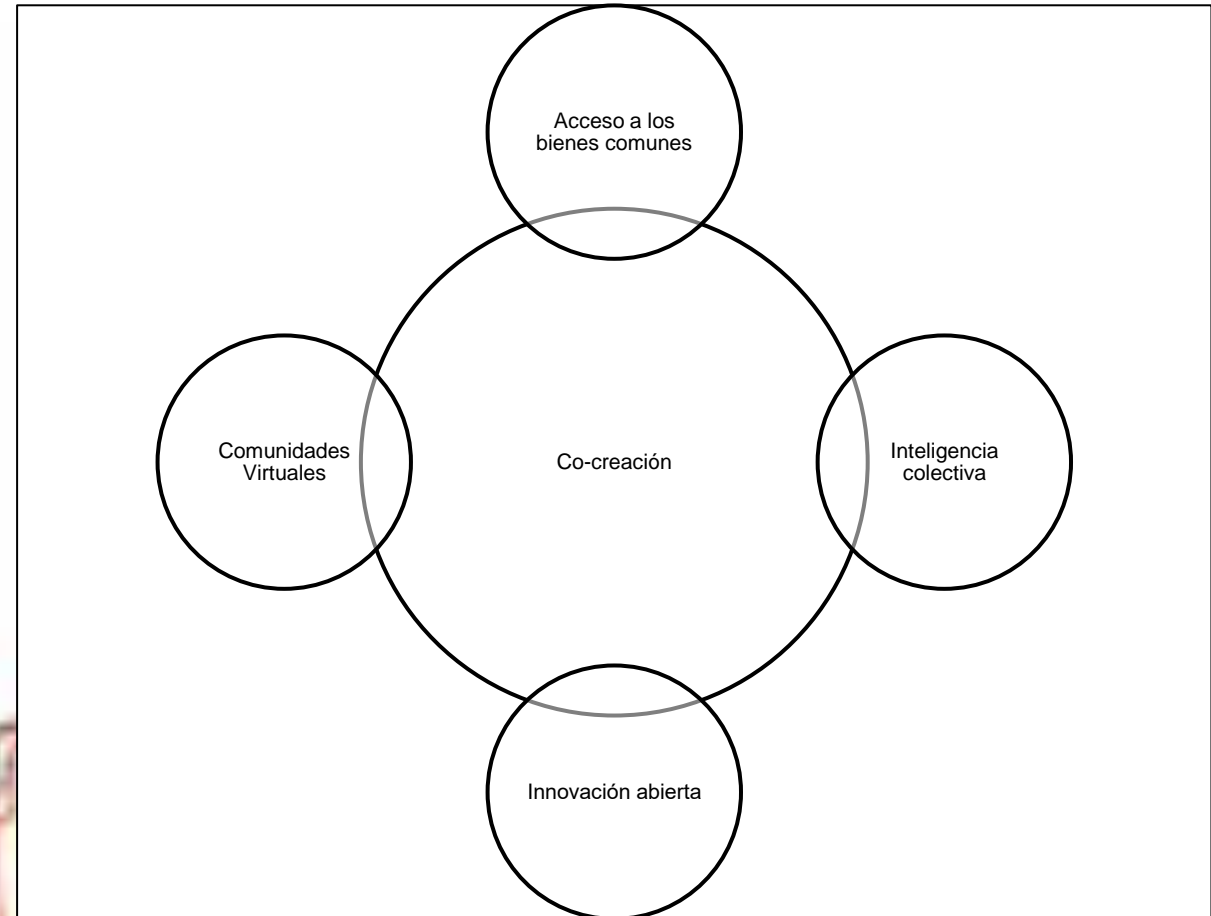 Acceso a los
bienes comunes
Comunidades
Virtuales
Co-creación
Inteligencia
colectiva
Innovación abierta